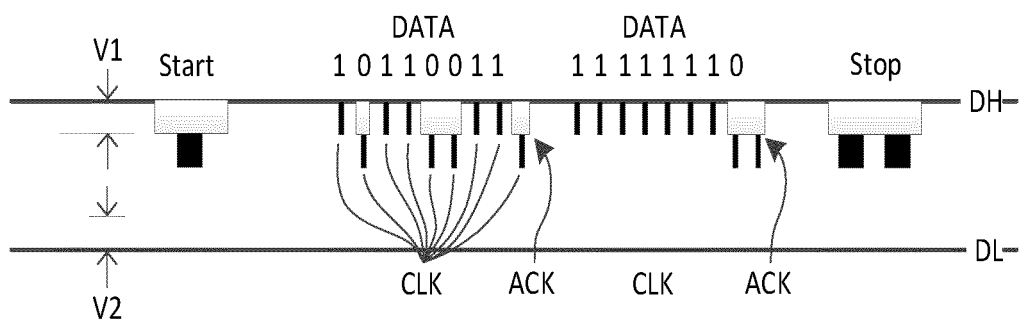 DATA DATA
V1 Start 1 0 1 1 0 0 1 1 1 1 1 1 1 1 1 0 Stop
DH
DL
CLK ACK CLK ACK
V2